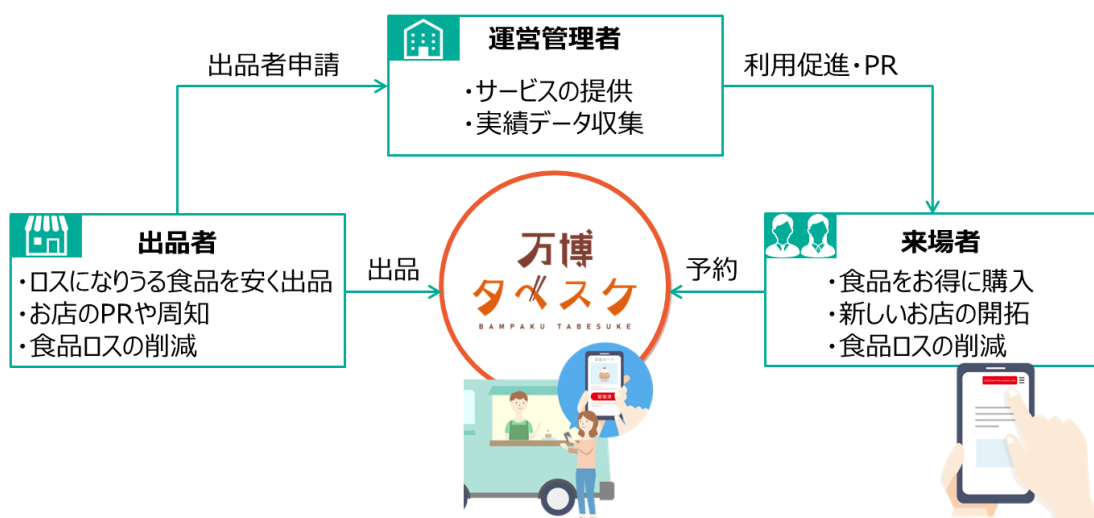 運営管理者
・サービスの提供
・実績データ収集
出品者申請
利用促進・PR
出品者
・ロスになりうる食品を安く出品
・お店のPRや周知
・食品ロスの削減
出品
万博
タベスケ
BAMPAKU TABESUKE
予約
来場者
・食品をお得に購入
・新しいお店の開拓
・食品ロスの削減